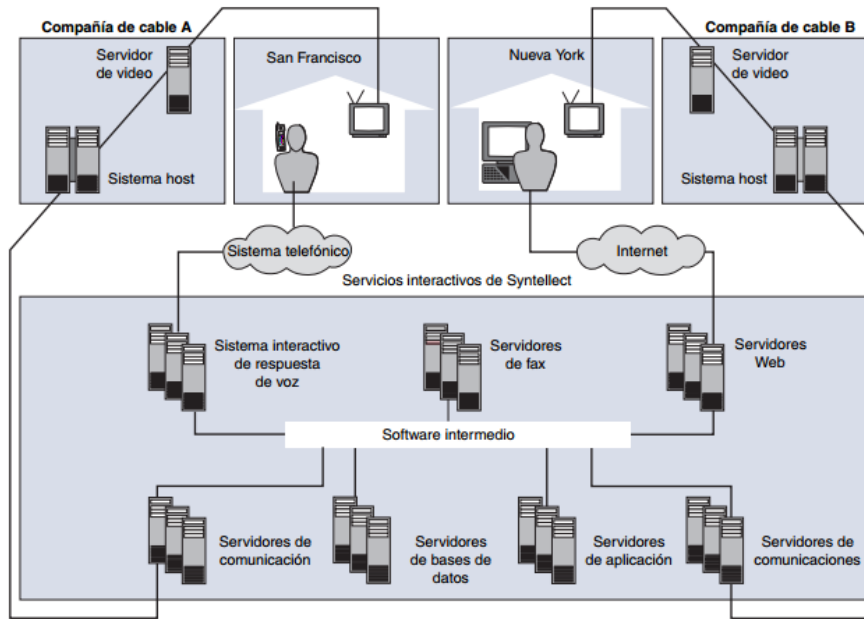 Compañía de cable A
Compañía de cable B
Servidor
de video
San Francisco
Nueva York
Servidor
de video
Sistema host
Sistema host
Sistema telefónico
Internet
Servicios interactivos de Syntellect
Sistema interactivo
de respuesta
de voz
Servidores
de fax
Servidores
Web
Software intermedio
Servidores de
comunicación
Servidores
de bases de
datos
Servidores
de aplicación
Servidores de
comunicaciones